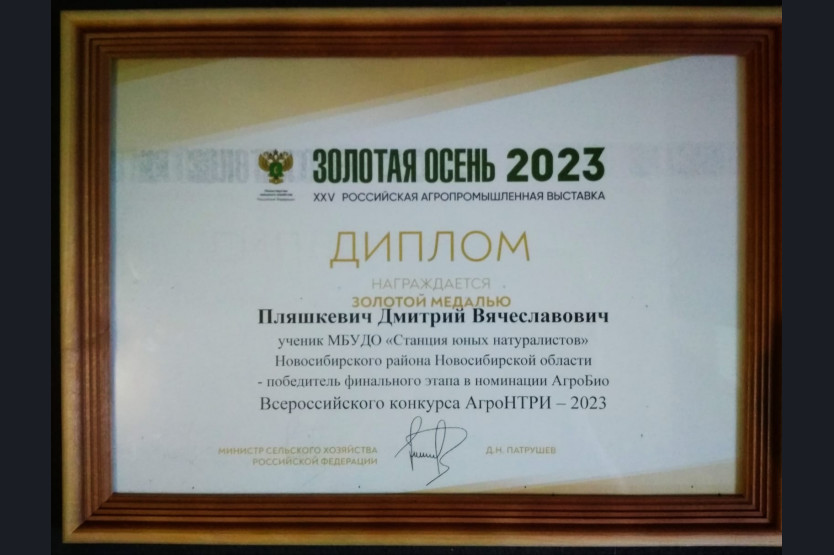 ЗОЛОТАЯ ОСЕНЬ 2023
XXV РОССИЙСКАЯ АГРОПРОМЫШЛЕННАЯ ВЫСТАВКА
ДИПЛОМ
НАГРАЖДАЕТСЯ
ЗОЛОТОЙ МЕДАЛЬЮ
Пляшкевич Дмитрий Вячеславович
ученик МБУДО «Станция юных натуралистов»
Новосибирского района Новосибирской области
- победитель финального этапа в номинации АгроБио
Всероссийского конкурса АгроНТРИ – 2023
МИНИСТР СЕЛЬСКОГО ХОЗЯЙСТВА
РОССИЙСКОЙ ФЕДЕРАЦИИ
Д.Н. ПАТРУШЕВ